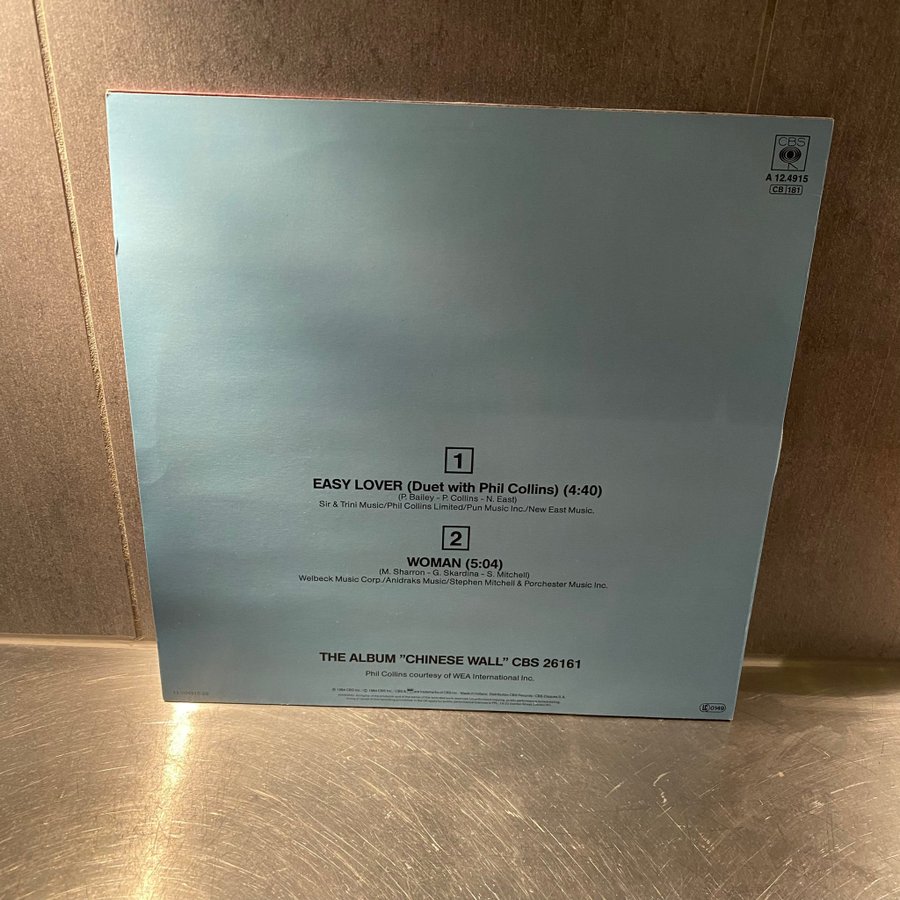 CBS
A 12.4915
CB 181
1
EASY LOVER (Duet with Phil Collins) (4:40)
(P. Bailey - P. Collins - N. East)
Sir & Trini Music/Phil Collins Limited/Pun Music Inc./New East Music.
2
WOMAN (5:04)
(M. Sharron - G. Skardina - S. Mitchell)
Welbeck Music Corp./Anidraks Music/Stephen Mitchell & Porchester Music Inc.
THE ALBUM "CHINESE WALL" CBS 26161
Phil Collins courtesy of WEA International Inc.
LC 0149